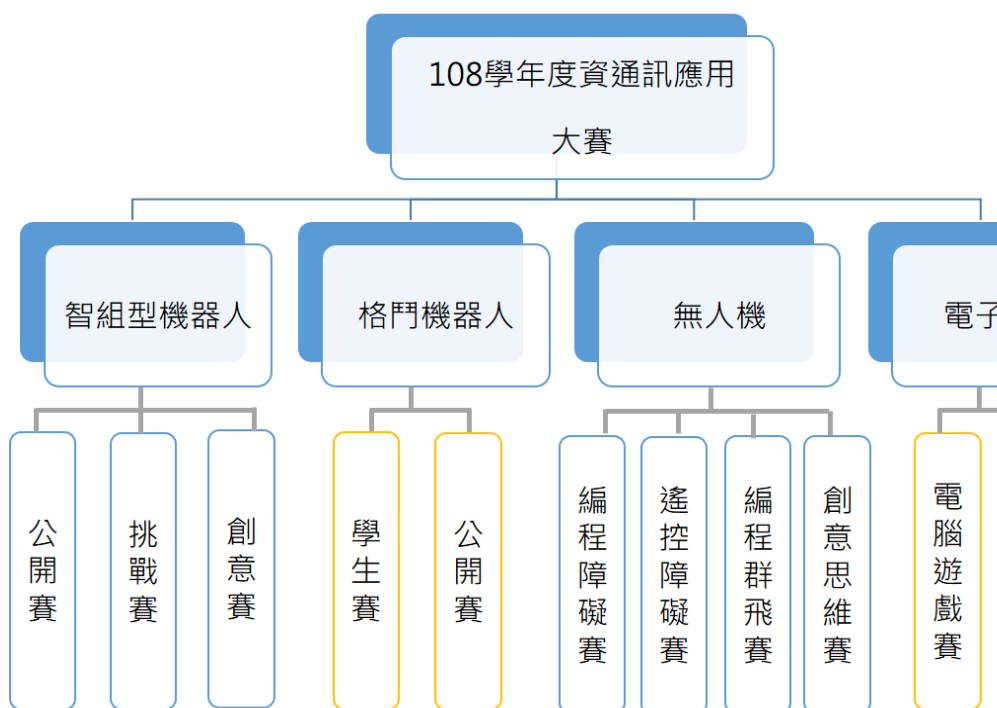 108學年度資通訊應用
大賽
智組型機器人
格鬥機器人
無人機
電子
公開賽
挑戰賽
創意賽
學生賽
公開賽
編程障礙賽
遙控障礙賽
編程群飛賽
創意思維賽
電腦遊戲賽